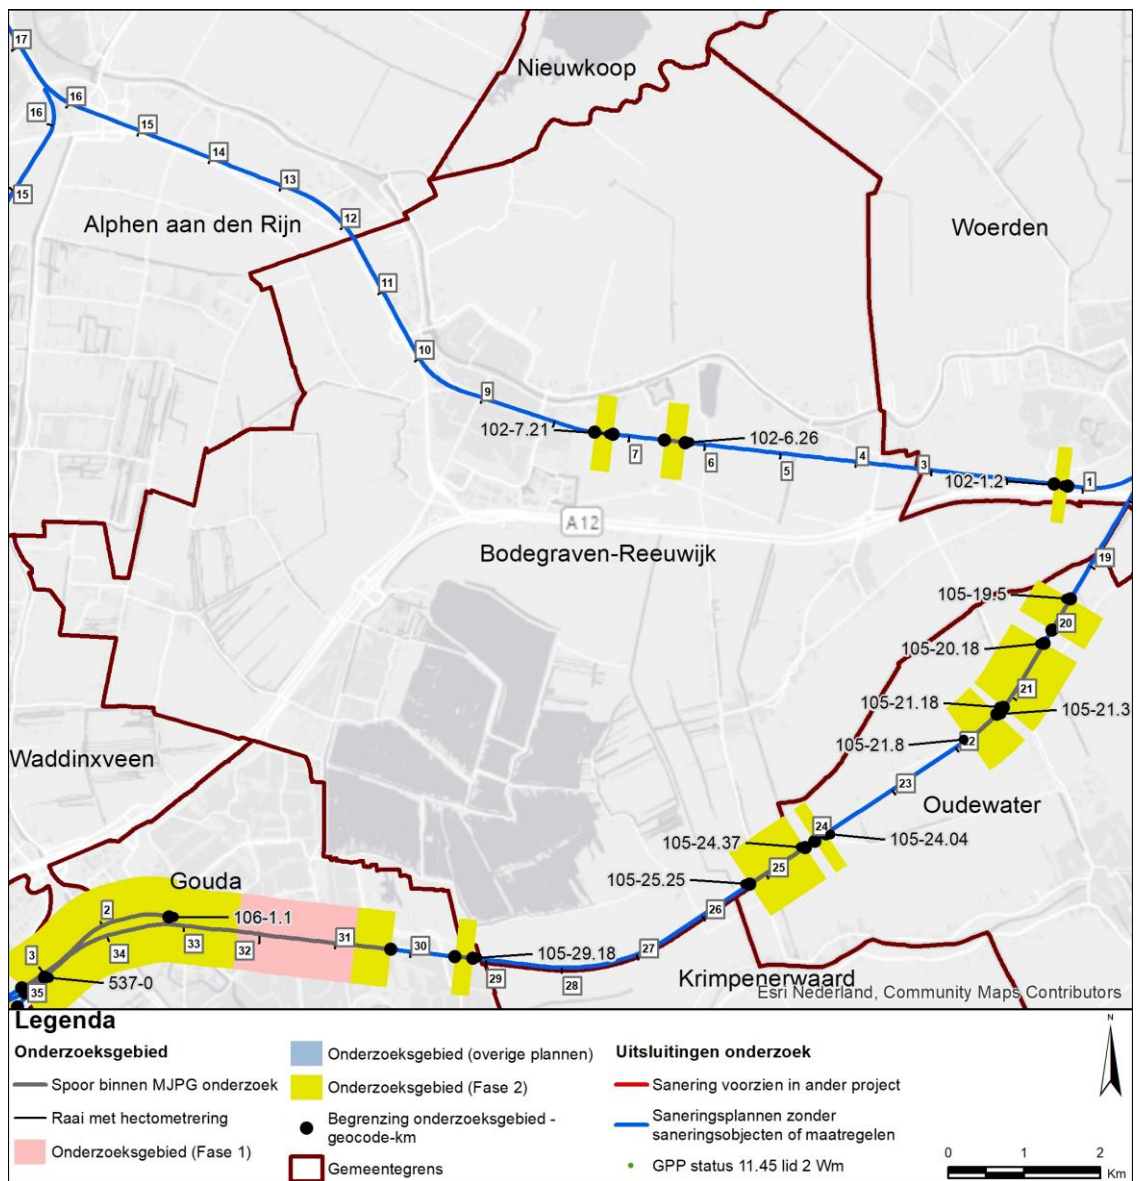 Nieuwkoop
17
16
16
15
14
13
15
12
Alphen aan den Rijn
Woerden
11
10
9
102-7.21
102-6.26
7
6
5
4
3
102-1.2
1
A12
Bodegraven-Reeuwijk
19
105-19.5
20
105-20.18
21
105-21.18
105-21.3
105-21.8
22
Waddinxveen
23
Oudewater
24
105-24.37
105-24.04
25
105-25.25
Gouda
26
2
106-1.1
34
33
32
31
30
105-29.18
27
3
29
28
537-0
35
Krimpenerwaard
Esri Nederland, Community Maps Contributors
Legenda
Onderzoeksgebied
Spoor binnen MJPG onderzoek
Raai met hectometrering
Onderzoeksgebied (Fase 1)
Onderzoeksgebied (overige plannen)
Onderzoeksgebied (Fase 2)
Begrenzing onderzoeksgebied -
geocode-km
Gemeentegrens
Uitsluitingen onderzoek
Sanering voorzien in ander project
Saneringsplannen zonder
saneringsobjecten of maatregelen
GPP status 11.45 lid 2 Wm
N
0 1 2
Km